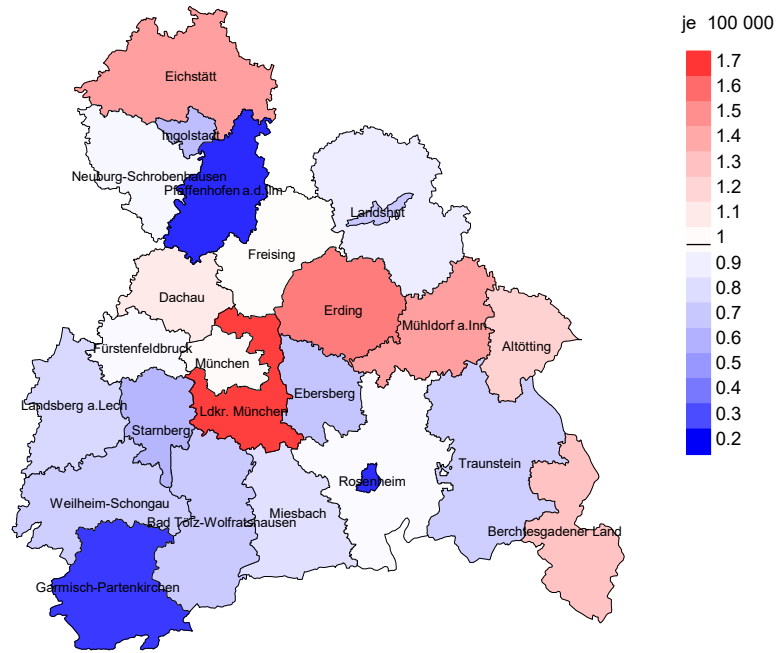 je 100 000
1.7
1.6
1.5
1.4
1.3
1.2
1.1
1
0.9
0.8
0.7
0.6
0.5
0.4
0.3
0.2
Eichstätt
Ingolstadt
Neuburg-Schrobenhausen
Pfaffenhofen a.d.Ilm
Landshut
Freising
Dachau
Erding
Mühldorf a.Inn
Altötting
Fürstenfeldbruck
München
Ebersberg
Landsberg a.Lech
Ldkr. München
Starnberg
Traunstein
Rosenheim
Weilheim-Schongau
Miesbach
Bad Tölz-Wolfratshausen
Berchtesgadener Land
Garmisch-Partenkirchen